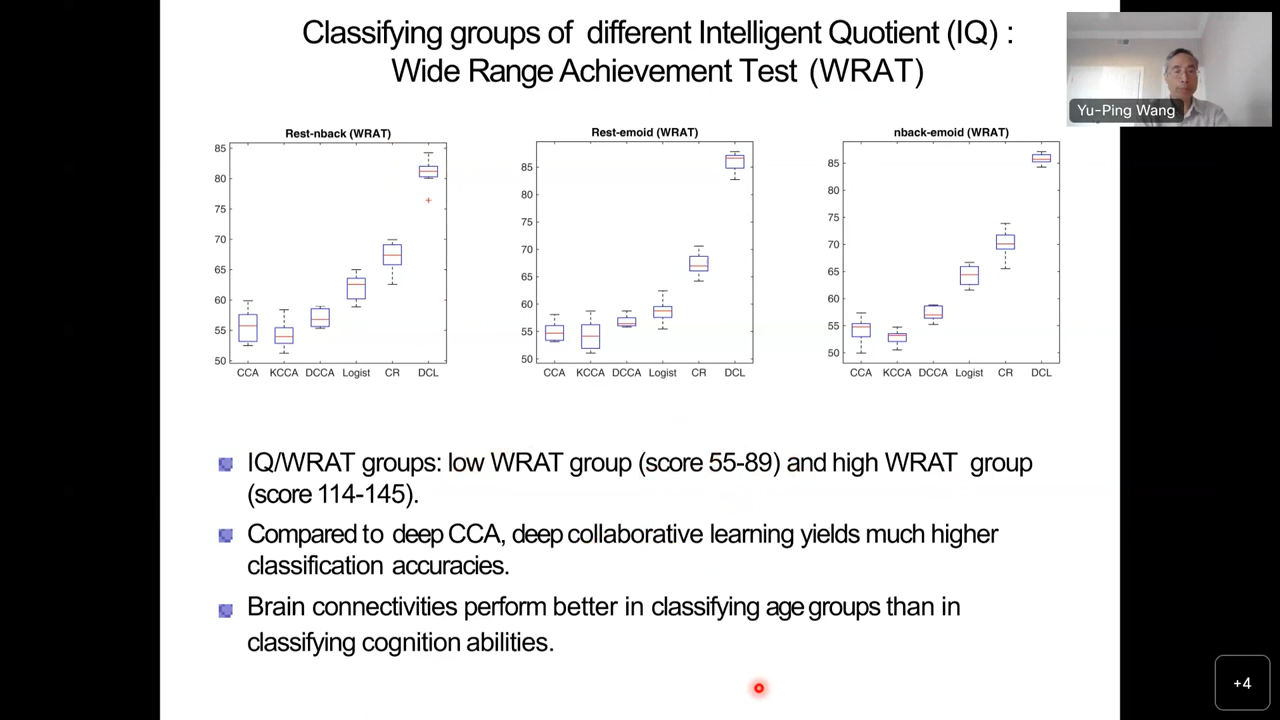 Classifying groups of different Intelligent Quotient (IQ) :
Wide Range Achievement Test (WRAT)
Yu-Ping Wang
Rest-nback (WRAT)
85
80
75
70
65
60
55
50
CCA KCCA DCCA Logist CR DCL
Rest-emoid (WRAT)
85
80
75
70
65
60
55
50
CCA KCCA DCCA Logist CR DCL
nback-emoid (WRAT)
85
80
75
70
65
60
55
50
CCA KCCA DCCA Logist CR DCL
IQ/WRAT groups: low WRAT group (score 55-89) and high WRAT group
(score 114-145).
Compared to deep CCA, deep collaborative learning yields much higher
classification accuracies.
Brain connectivities perform better in classifying age groups than in
classifying cognition abilities.
+4